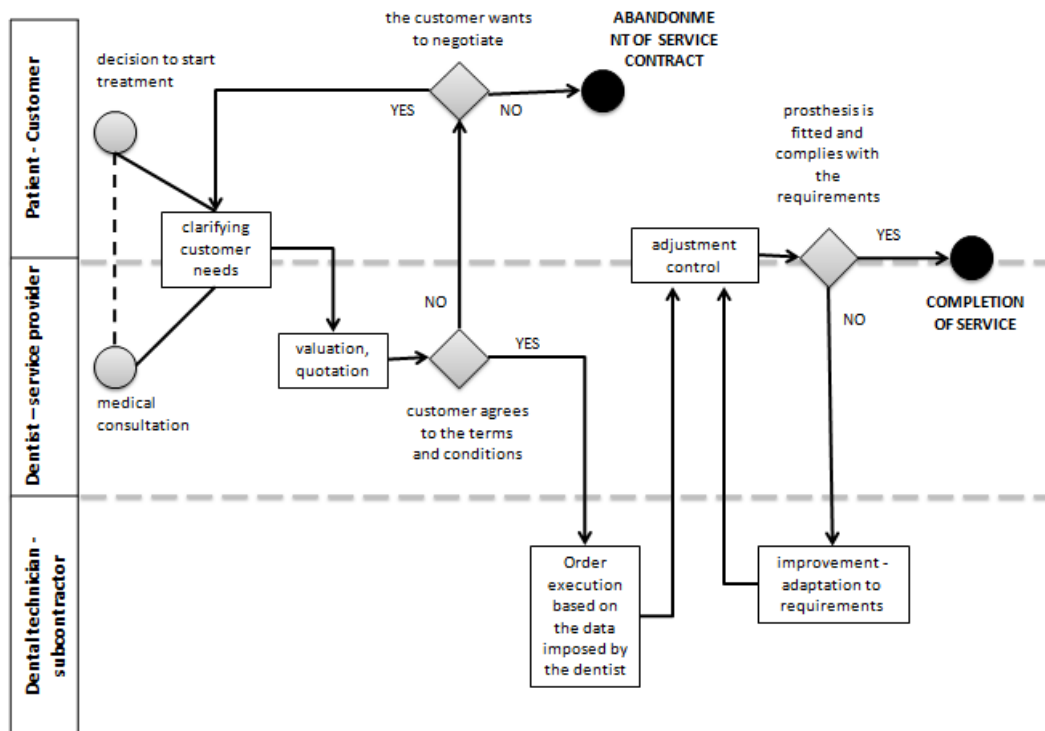 Patient - Customer
decision to start
treatment
the customer wants
to negotiate
YES
NO
ABANDONME
NT OF SERVICE
CONTRACT
prosthesis is
fitted and
complies with
the
requirements
clarifying
customer
needs
adjustment
control
YES
COMPLETION
OF SERVICE
NO
Dentist – service provider
medical
consultation
valuation,
quotation
NO
YES
customer agrees
to the terms
and conditions
Dental technician -
subcontractor
Order
execution
based on
the data
imposed by
the dentist
improvement -
adaptation to
requirements